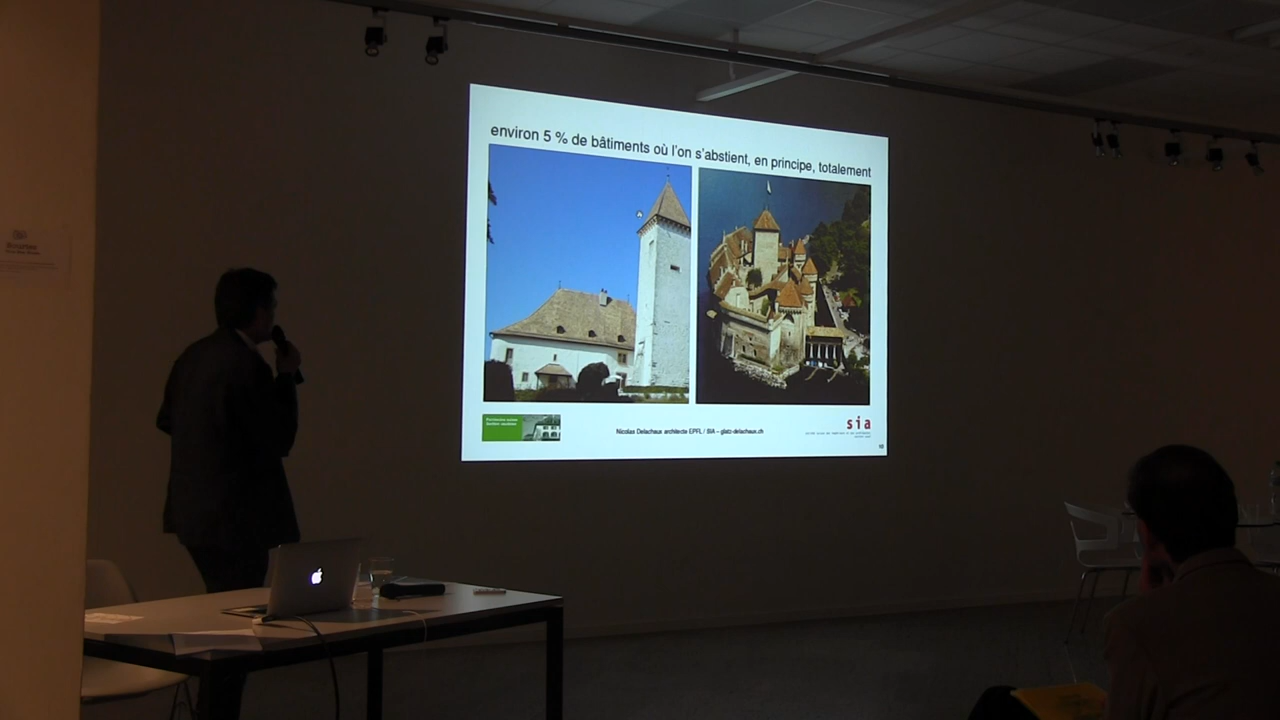 environ 5 % de bâtiments où l'on s'abstient, en principe, totalement
Nicolas Delachaux architecte EPFL / SIA – glatz-delachaux.ch
sia